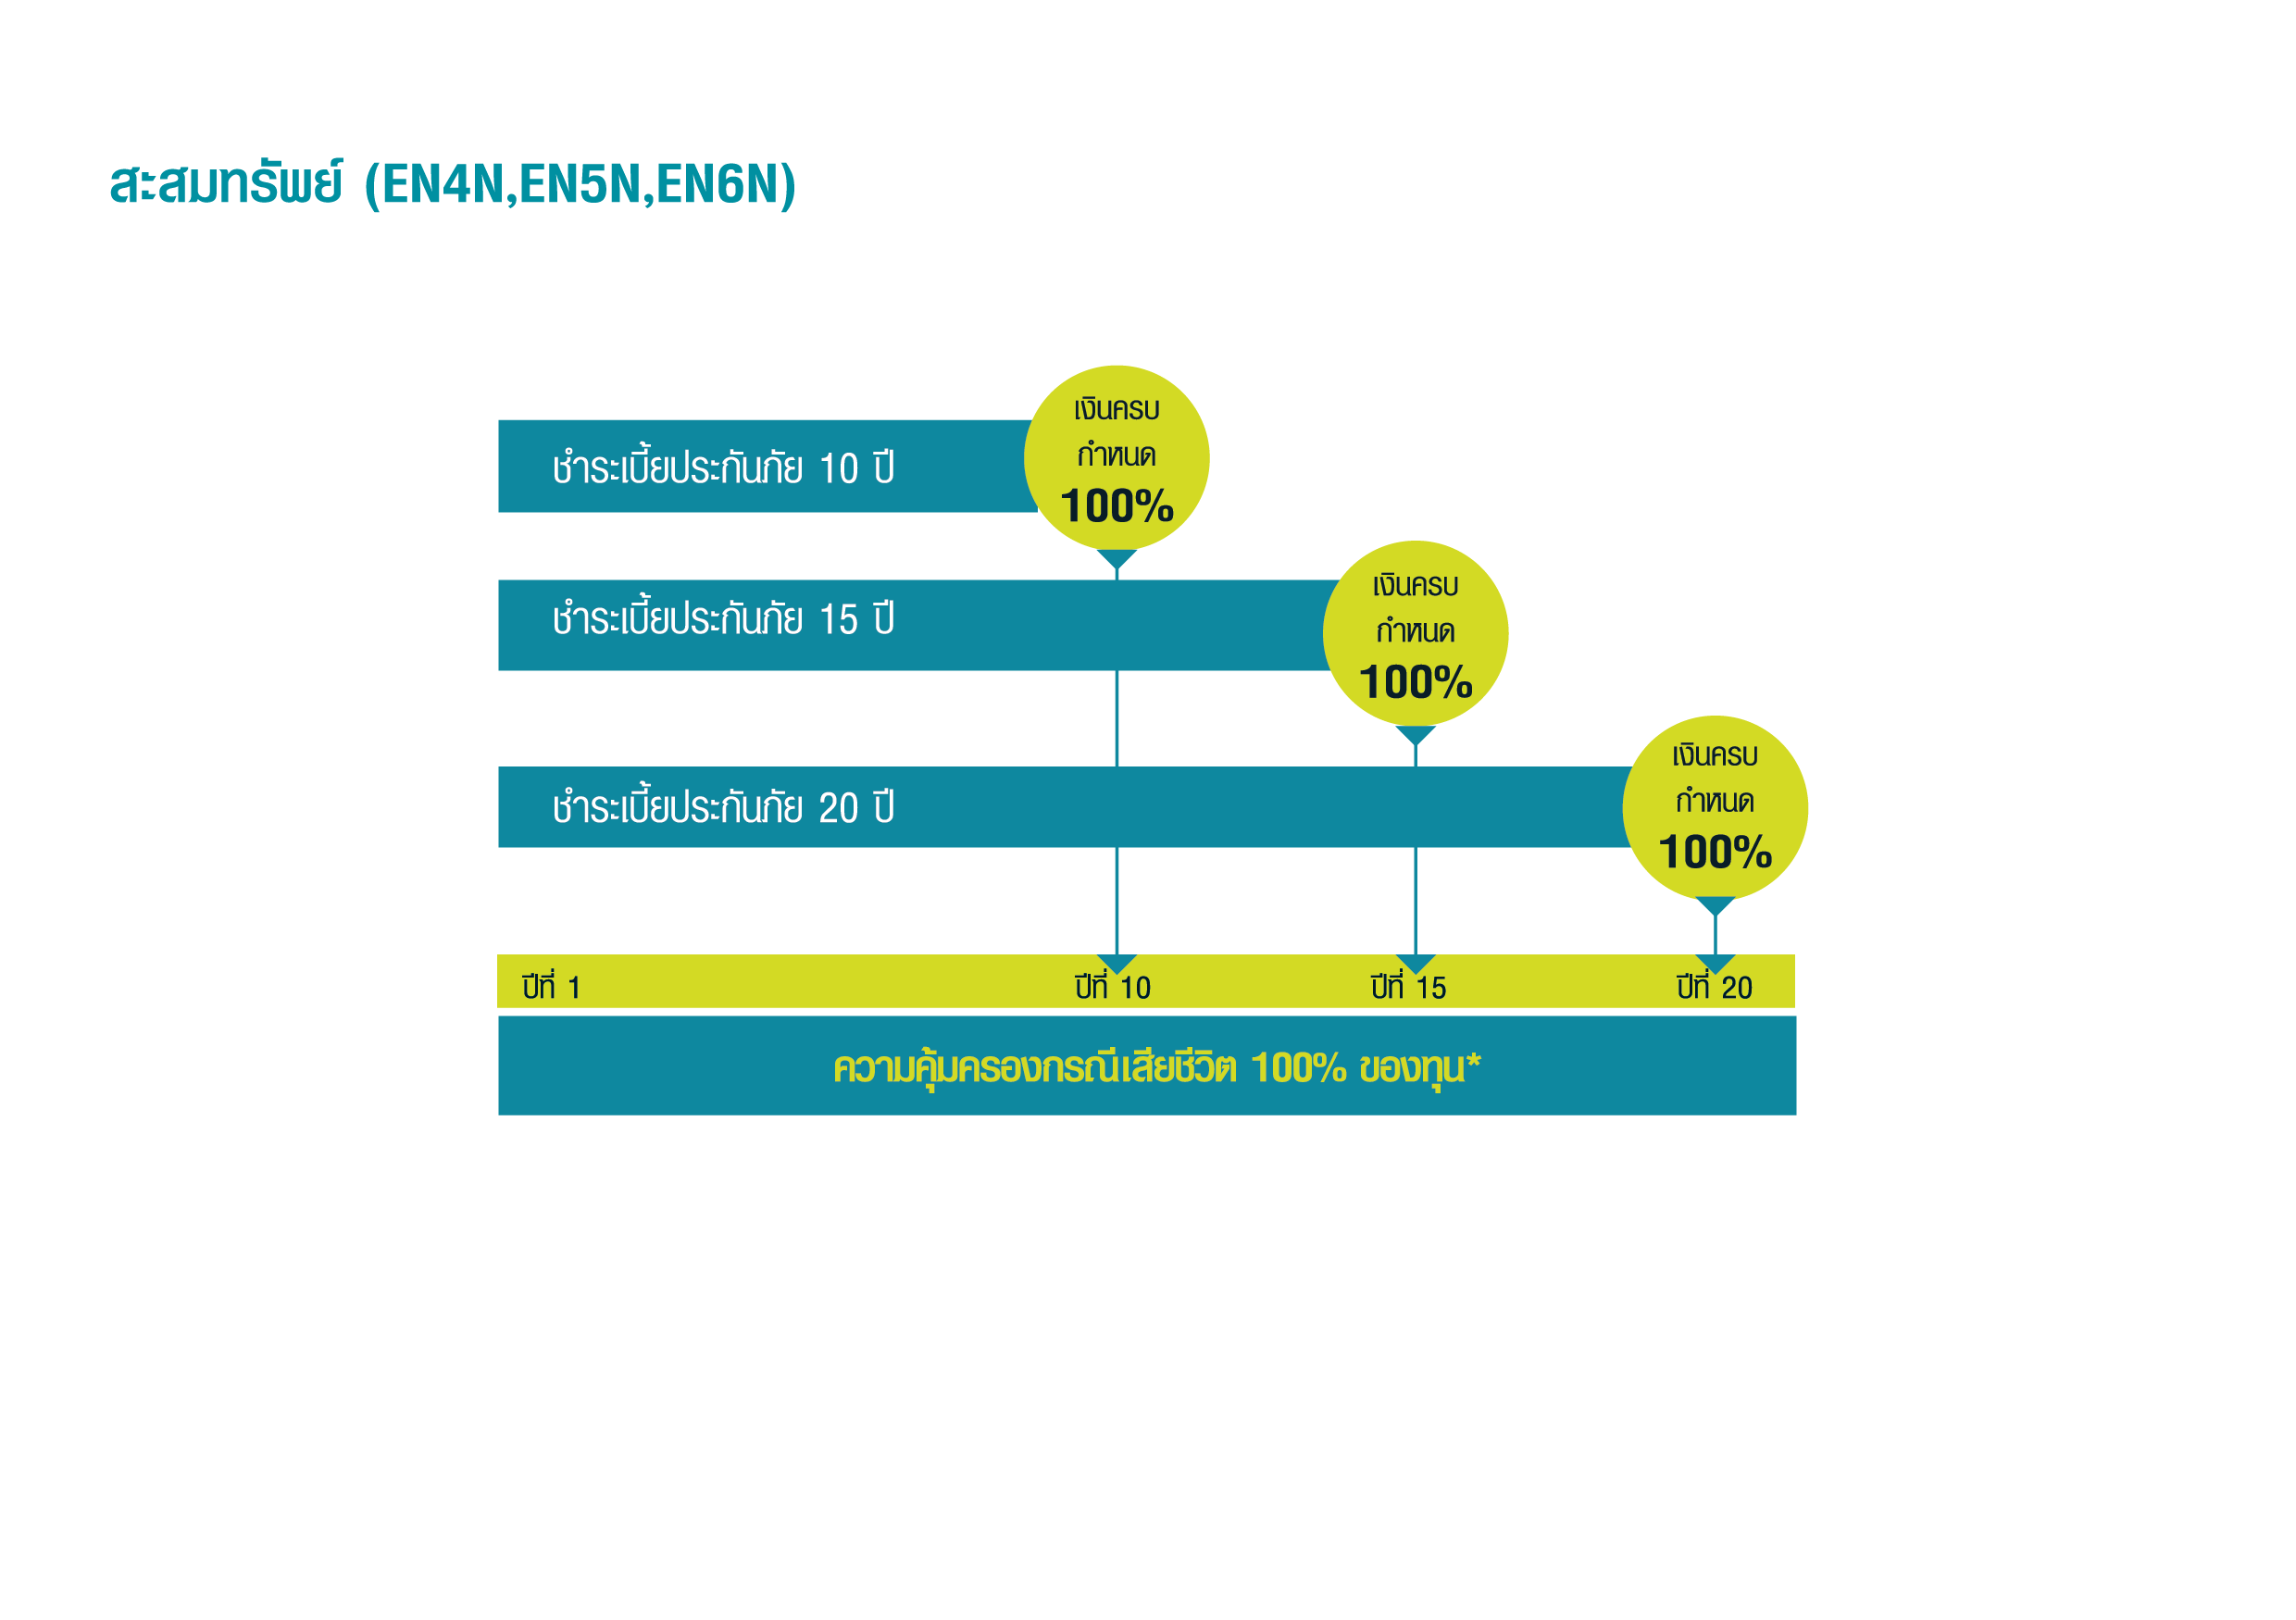 สะสมทรัพย์ (EN4N,EN5N,EN6N)
เงินครบ
กำหนด
100%
ชำระเบี้ยประกันภัย 10 ปี
เงินครบ
กำหนด
100%
ชำระเบี้ยประกันภัย 15 ปี
เงินครบ
กำหนด
100%
ชำระเบี้ยประกันภัย 20 ปี
ปีที่ 1 ปีที่ 10 ปีที่ 15 ปีที่ 20
ความคุ้มครองกรณีเสียชีวิต 100% ของทุน*